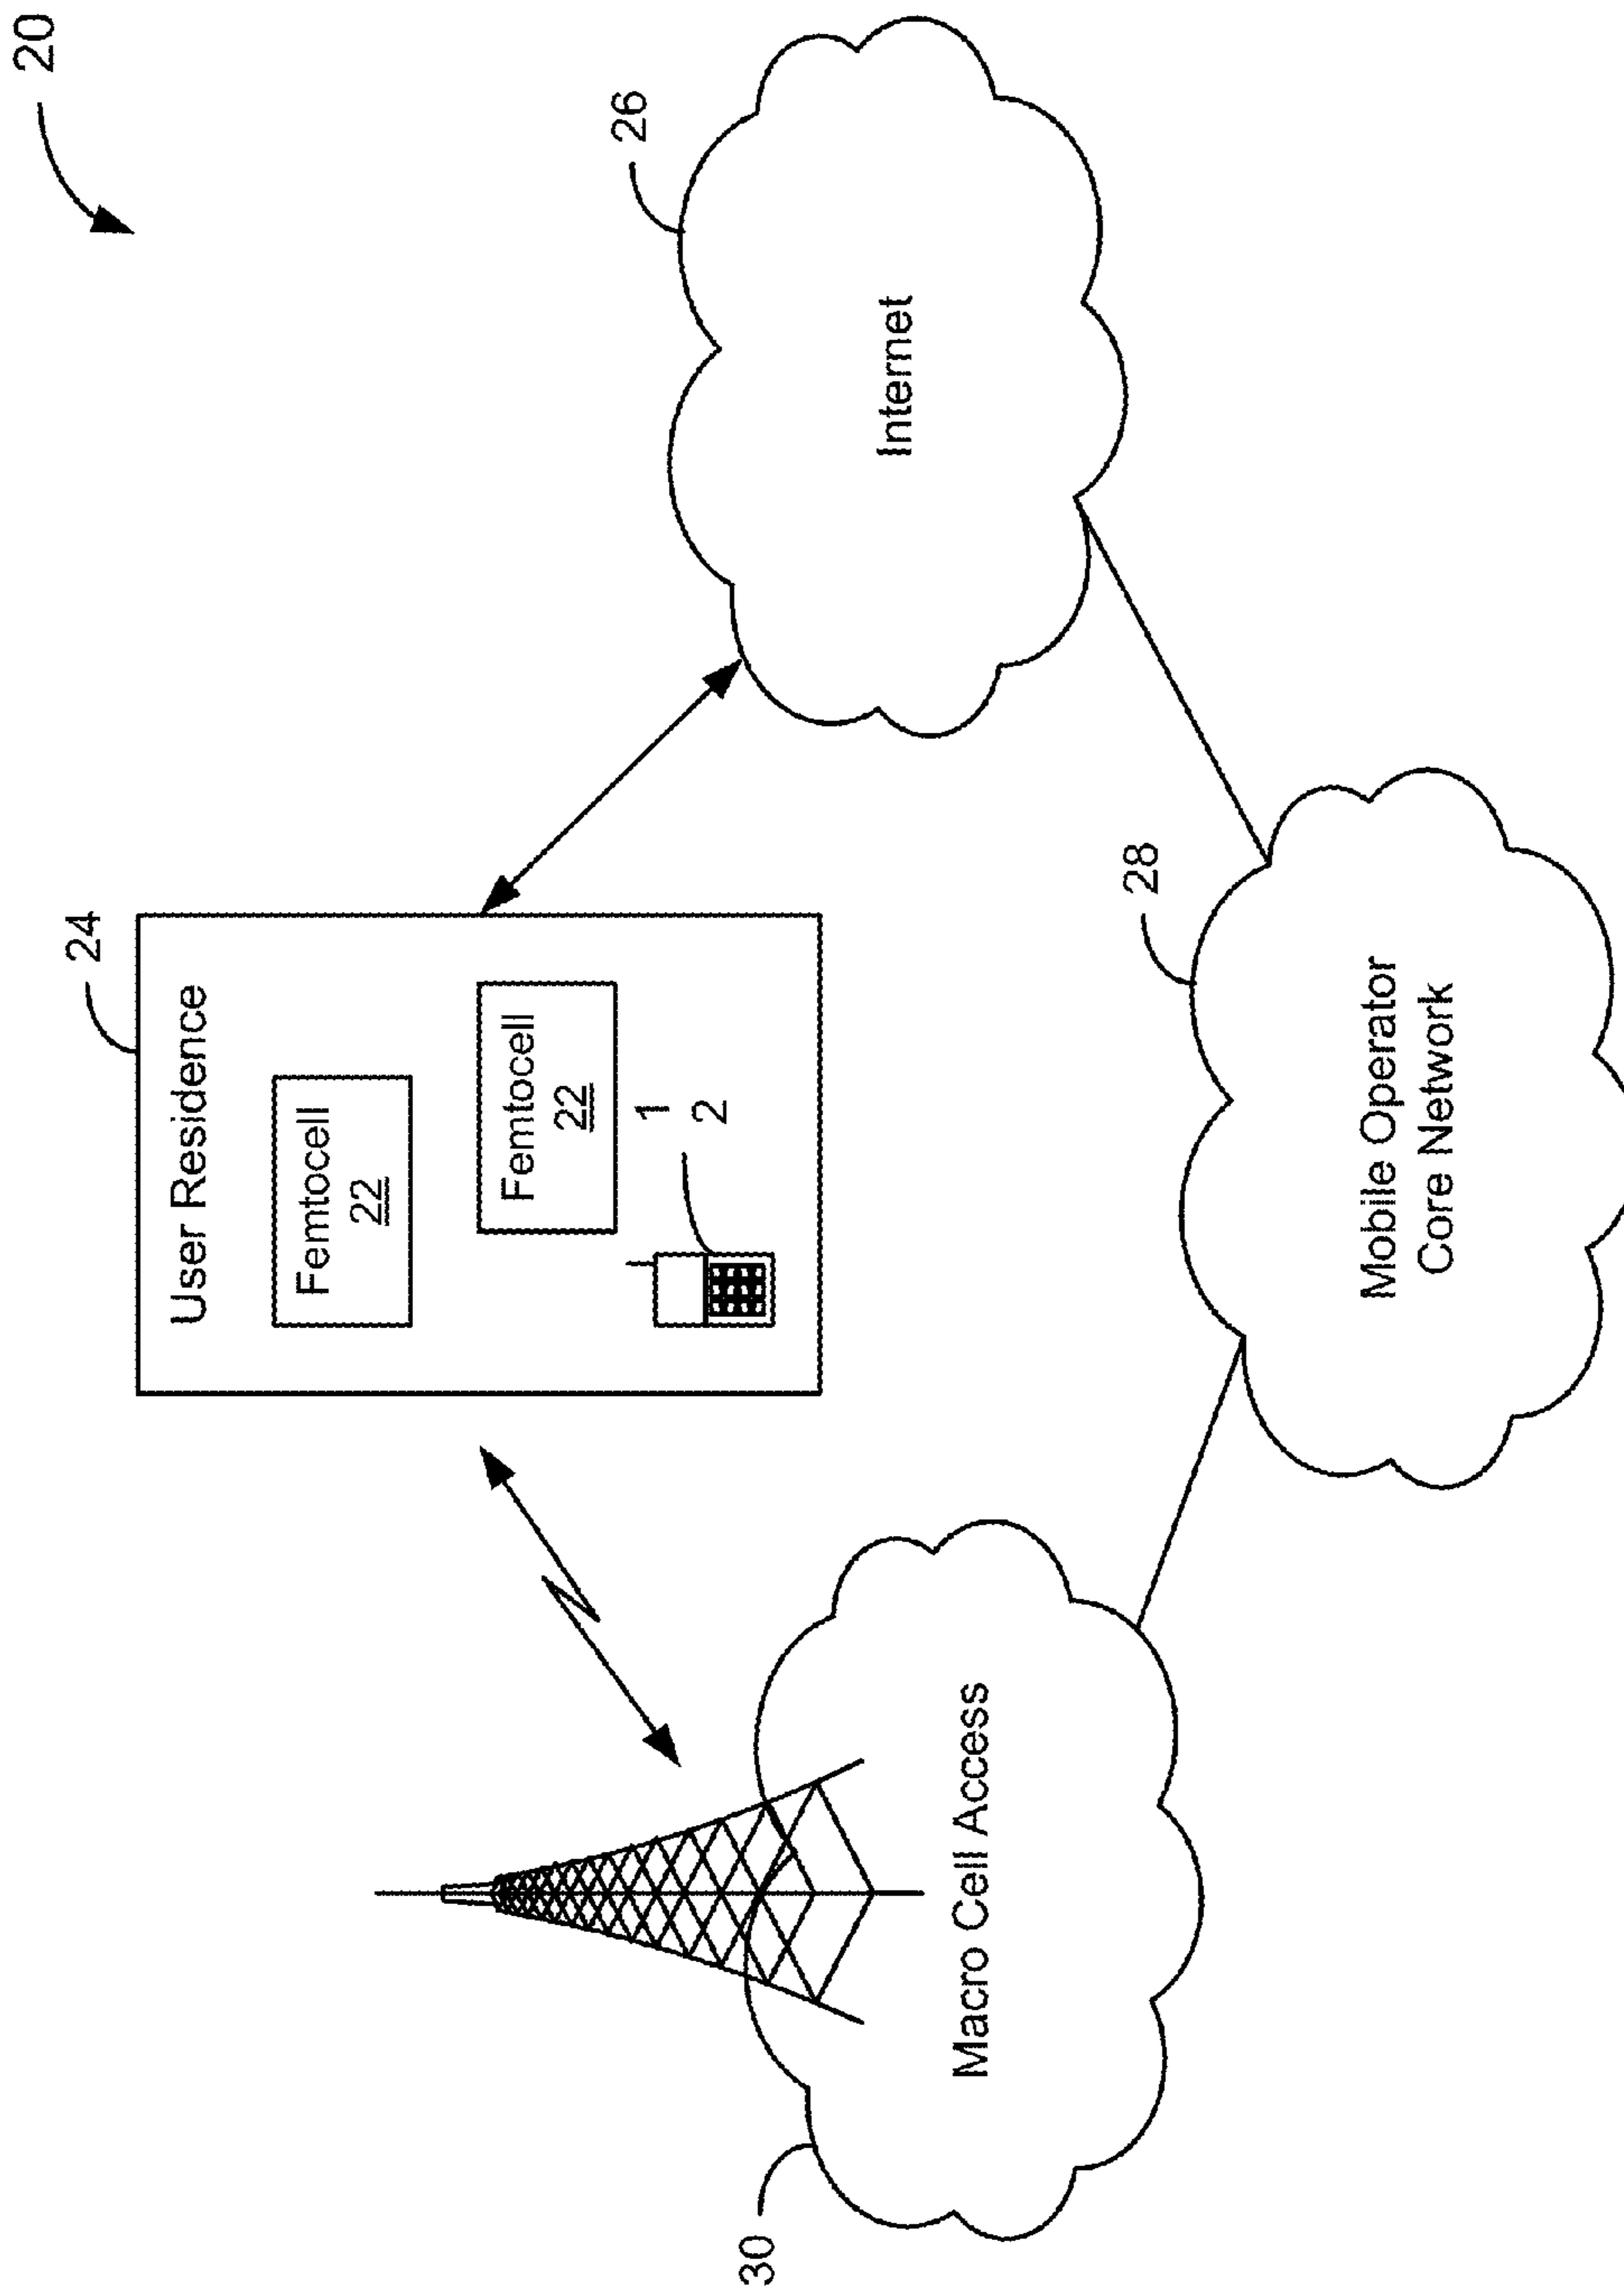 20
24
User Residence
Femtocell
22
Femtocell
22
1
2
26
Internet
30
Macro Cell Access
28
Mobile Operator
Core Network